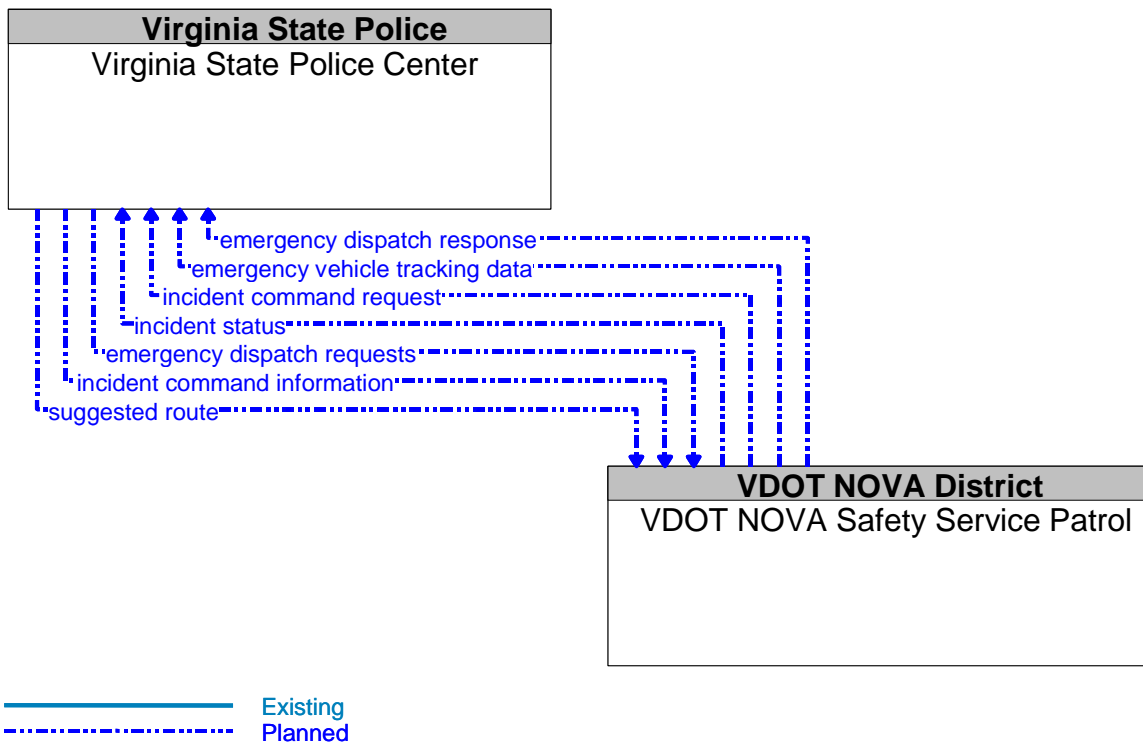 Virginia State Police
Virginia State Police Center
emergency dispatch response
emergency vehicle tracking data
incident command request
incident status
emergency dispatch requests
incident command information
suggested route
VDOT NOVA District
VDOT NOVA Safety Service Patrol
Existing
Planned